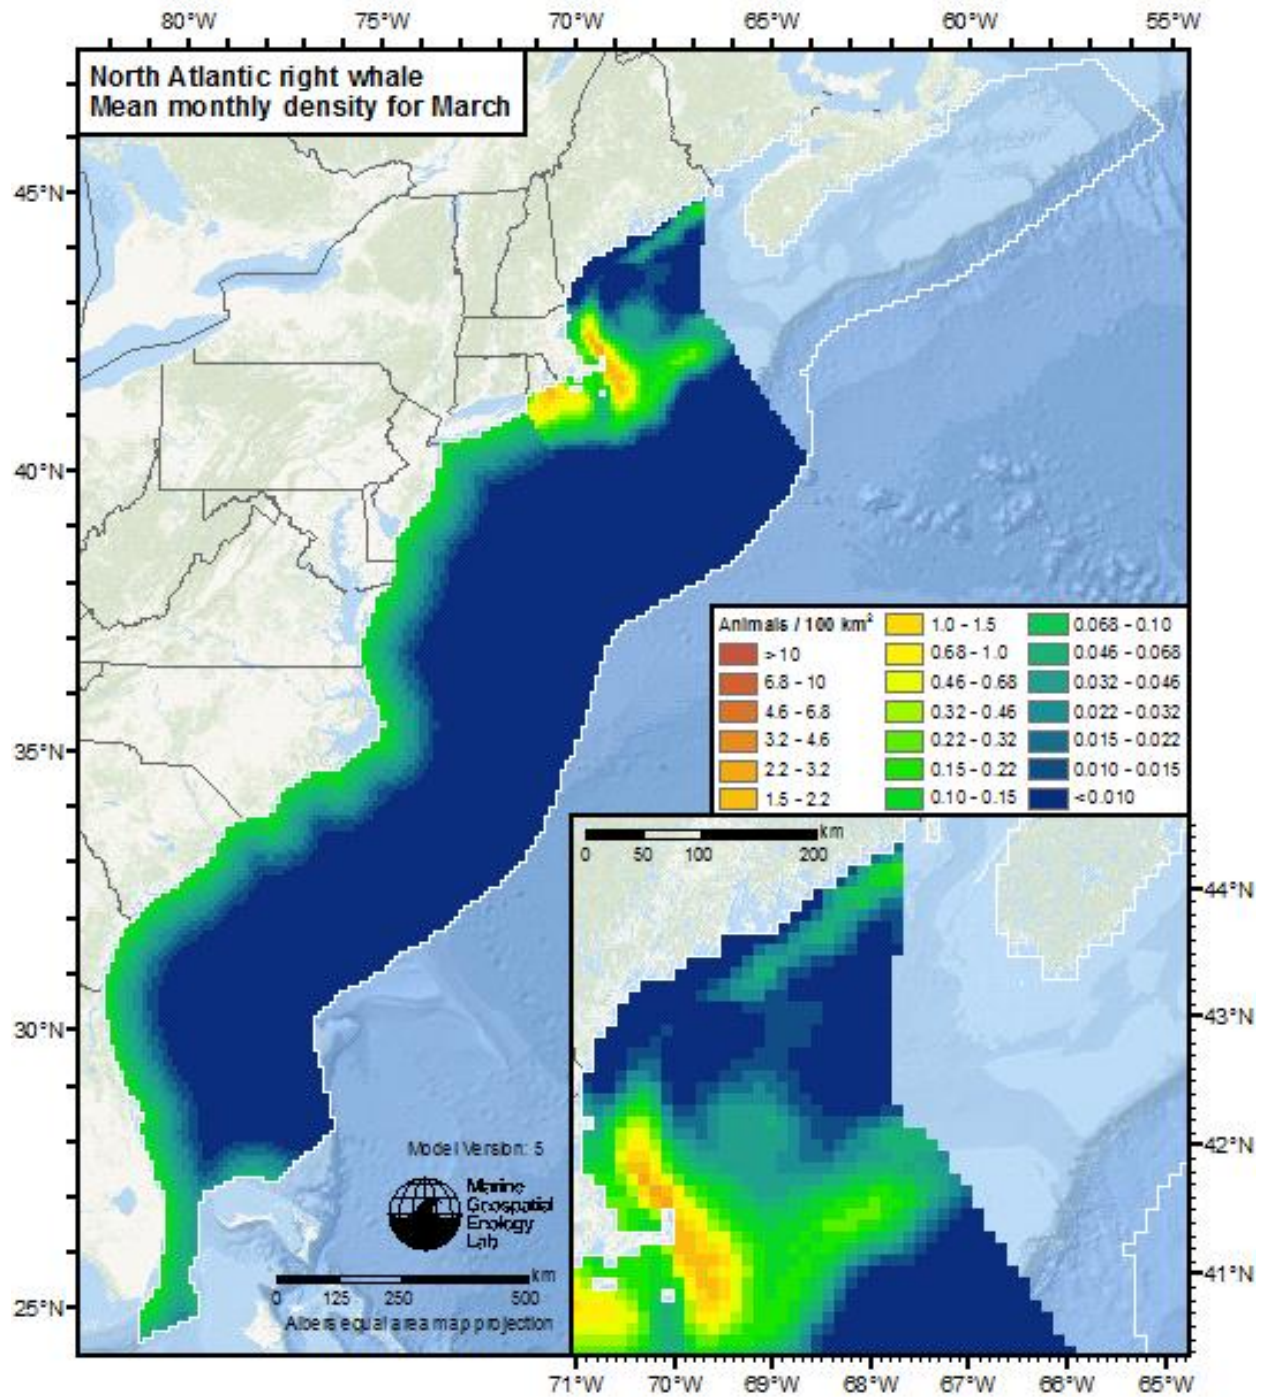 80°W 75°W 70°W 65°W 60°W 55°W
North Atlantic right whale
Mean monthly density for March
45°N
40°N
35°N
30°N
25°N
Animals / 100 km²
>10
6.8 - 10
4.6 - 6.8
3.2 - 4.6
2.2 - 3.2
1.5 - 2.2
1.0 - 1.5
0.68 - 1.0
0.46 - 0.68
0.32 - 0.46
0.22 - 0.32
0.15 - 0.22
0.10 - 0.15
0.068 - 0.10
0.046 - 0.068
0.032 - 0.046
0.022 - 0.032
0.015 - 0.022
0.010 - 0.015
<0.010
km
0 50 100 200
44°N
43°N
42°N
41°N
Model Version: 5
Marine
Geospatial
Ecology
Lab
km
0 125 250 500
Albers equal area map projection
71°W 70°W 69°W 68°W 67°W 66°W 65°W